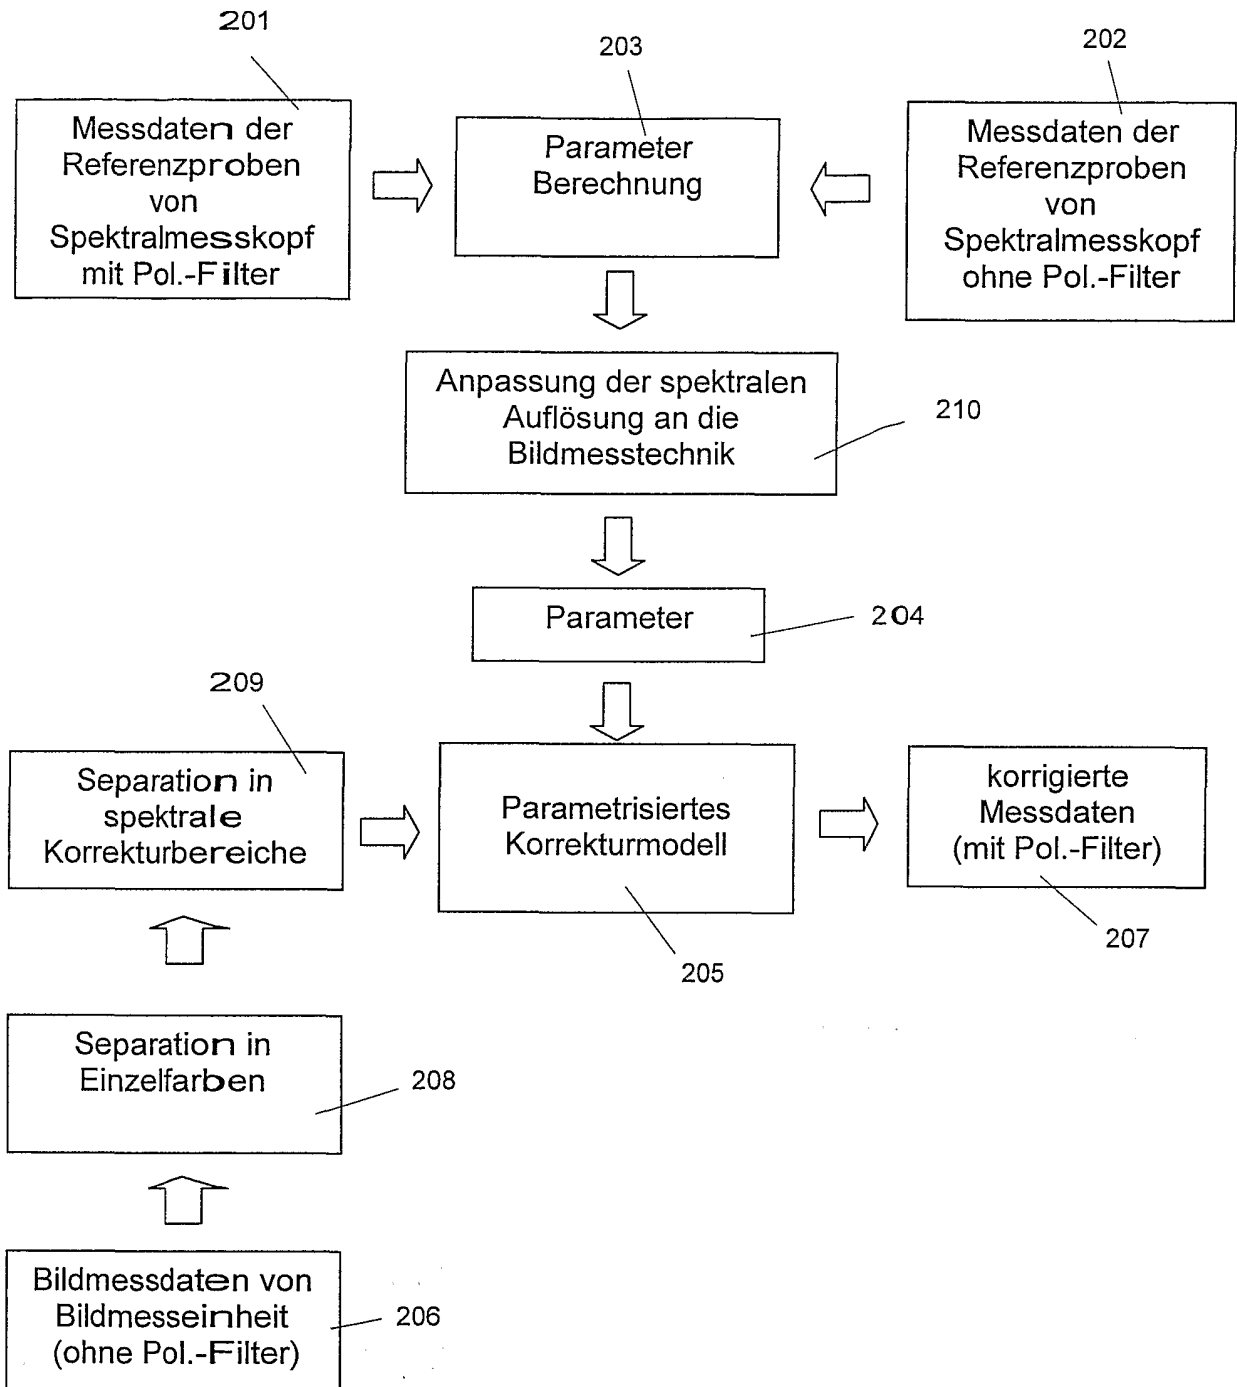 201
203
202
Messdaten der
Referenzproben
von
Spektralmesskopf
mit Pol.-Filter
Parameter
Berechnung
Messdaten der
Referenzproben
von
Spektralmesskopf
ohne Pol.-Filter
Anpassung der spektralen
Auflösung an die
Bildmesstechnik
210
Parameter
204
209
Separation in
spektrale
Korrekturbereiche
Parametrisiertes
Korrekturmodell
korrigierte
Messdaten
(mit Pol.-Filter)
205
207
Separation in
Einzelfarben
208
Bildmessdaten von
Bildmesseinheit
(ohne Pol.-Filter)
206